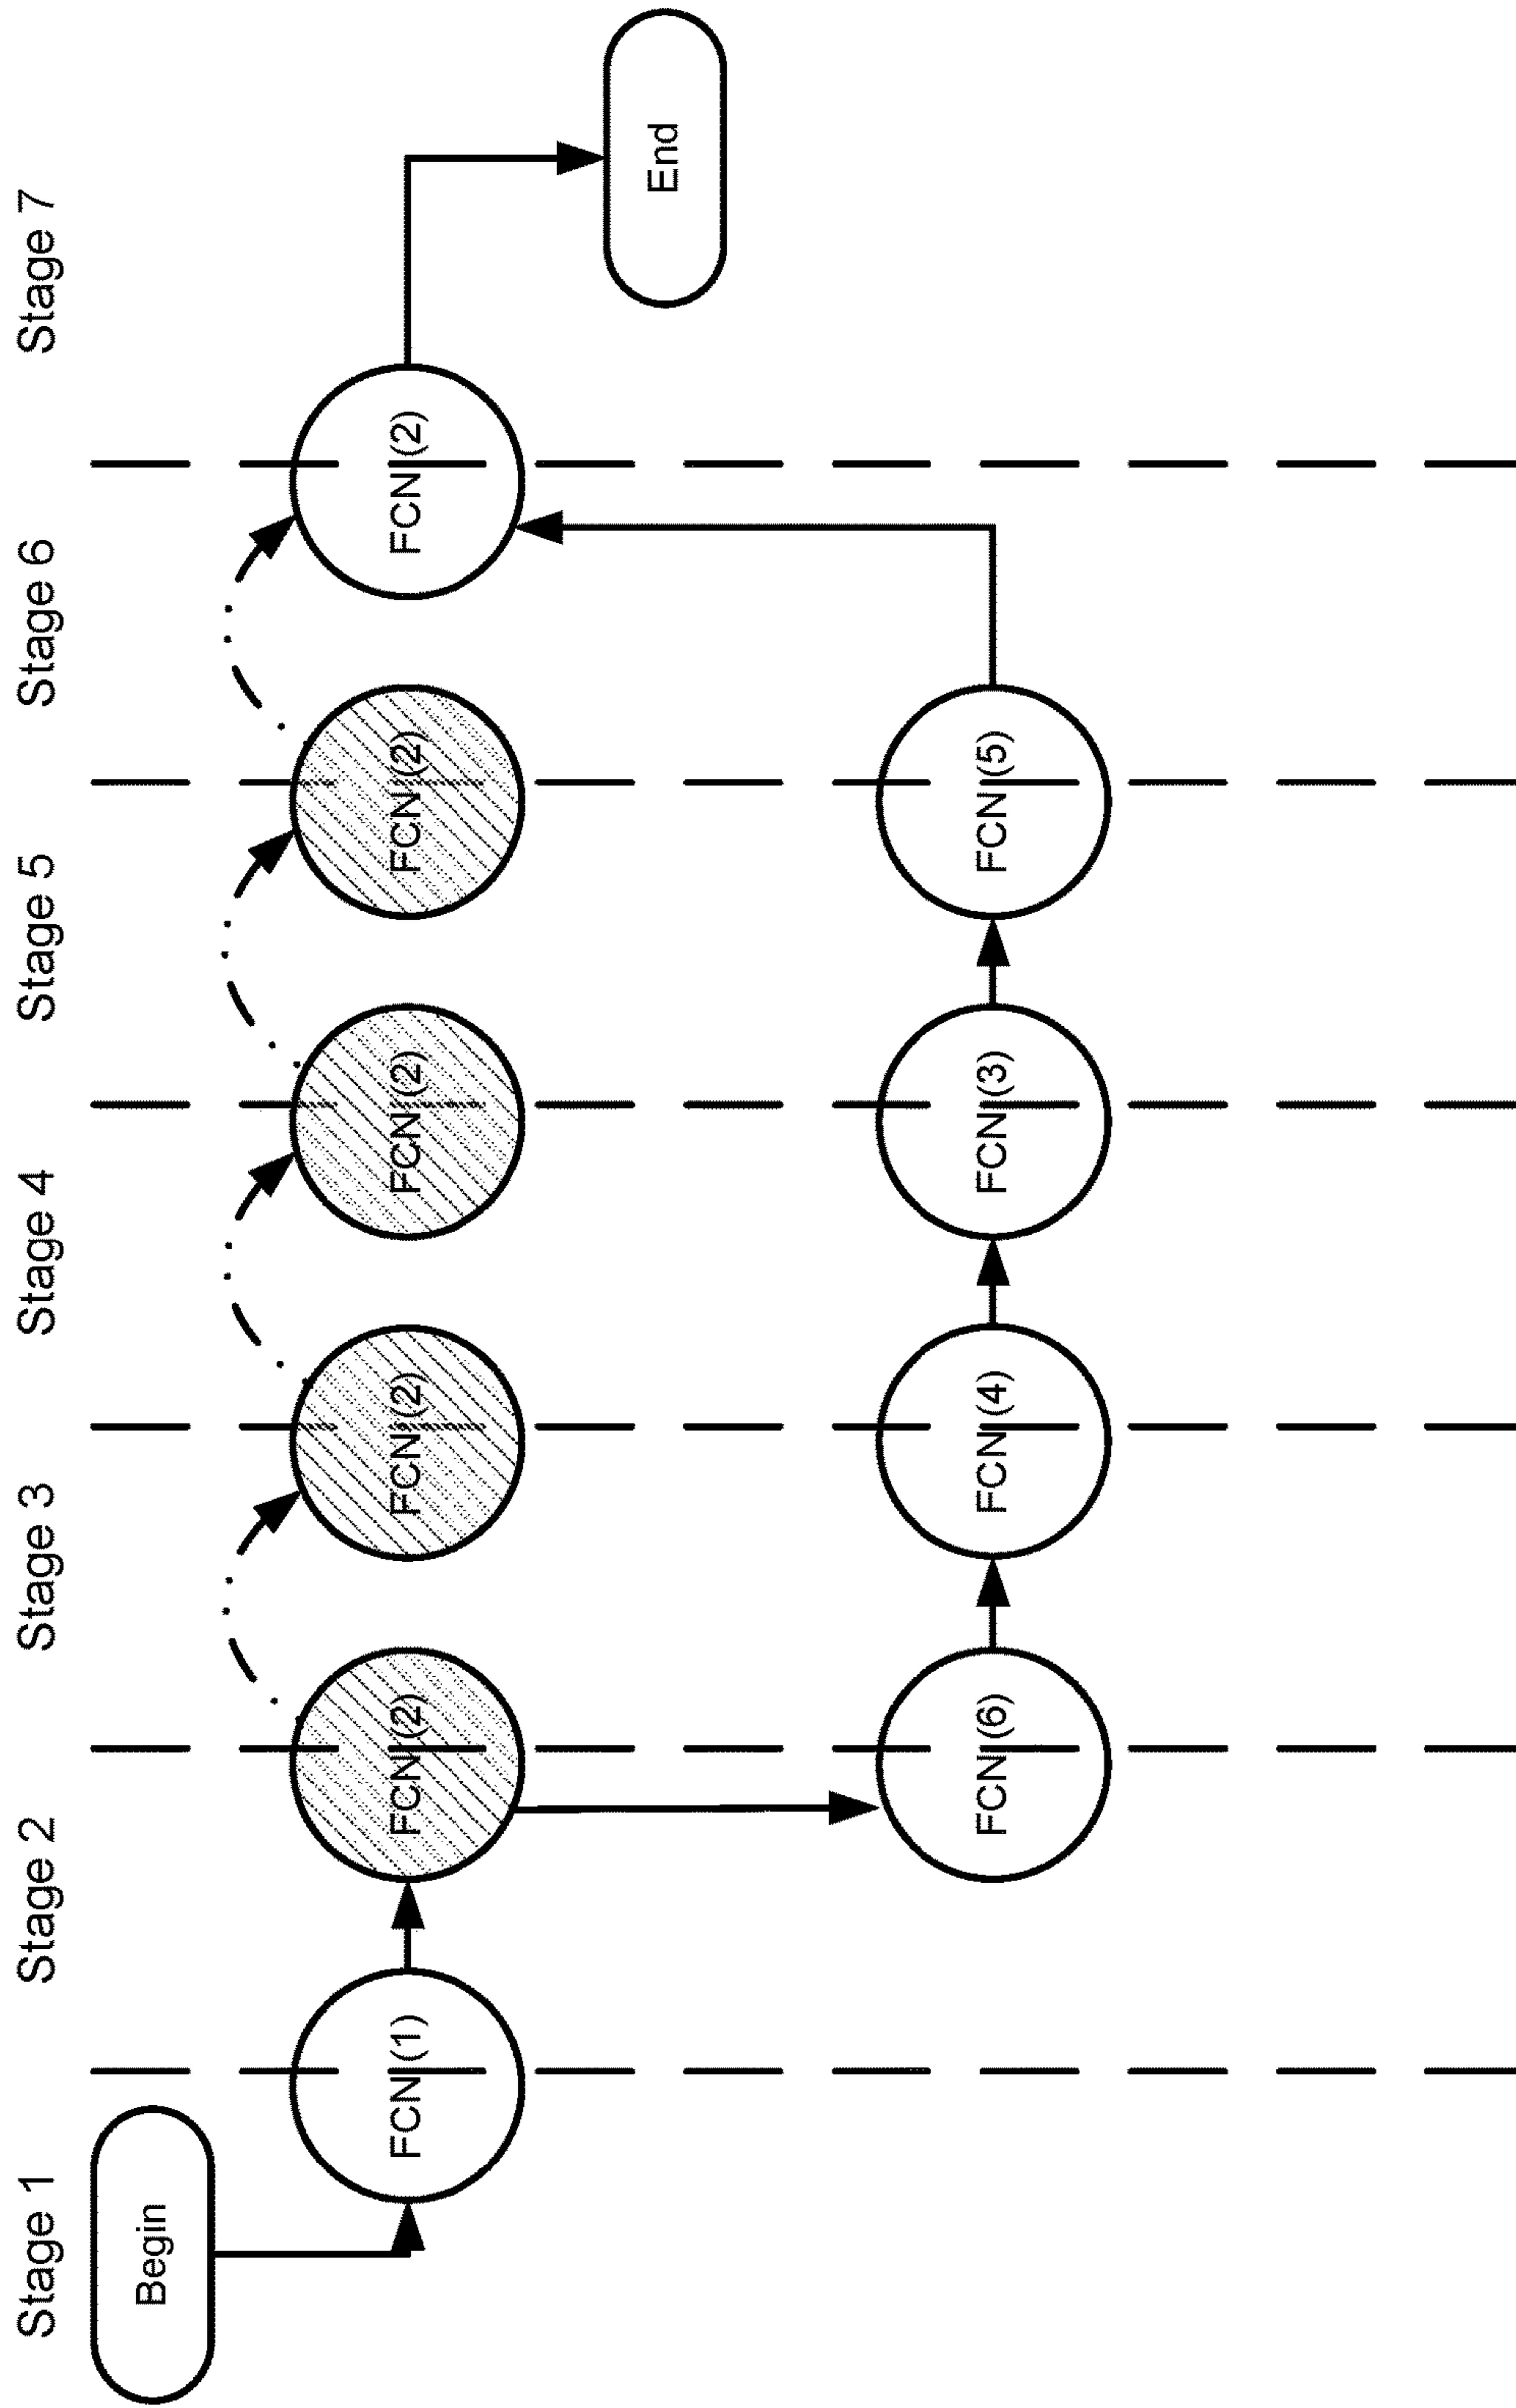 Stage 1
Stage 2
Stage 3
Stage 4
Stage 5
Stage 6
Stage 7
Begin
FCN(1)
FCN(2)
FCN(2)
FCN(2)
FCN(2)
FCN(2)
End
FCN(6)
FCN(4)
FCN(3)
FCN(5)